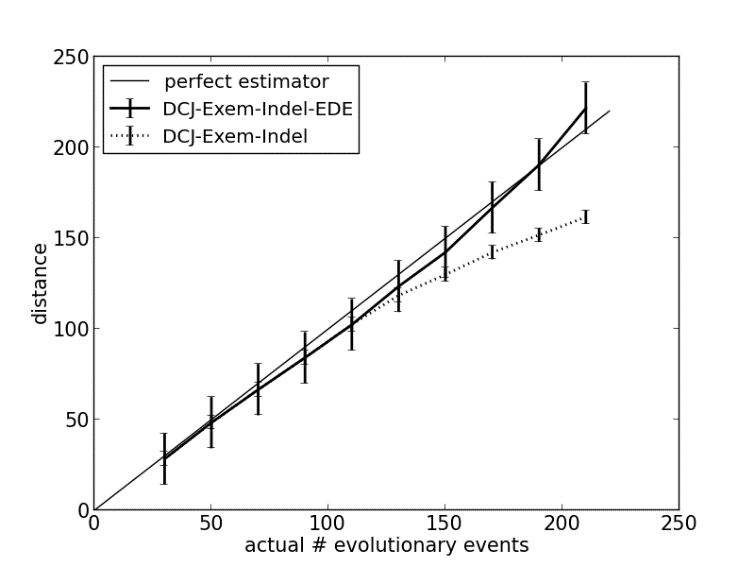 250
perfect estimator
DCJ-Exem-Indel-EDE
DCJ-Exem-Indel
200
150
distance
100
50
0
0 50 100 150 200 250
actual # evolutionary events